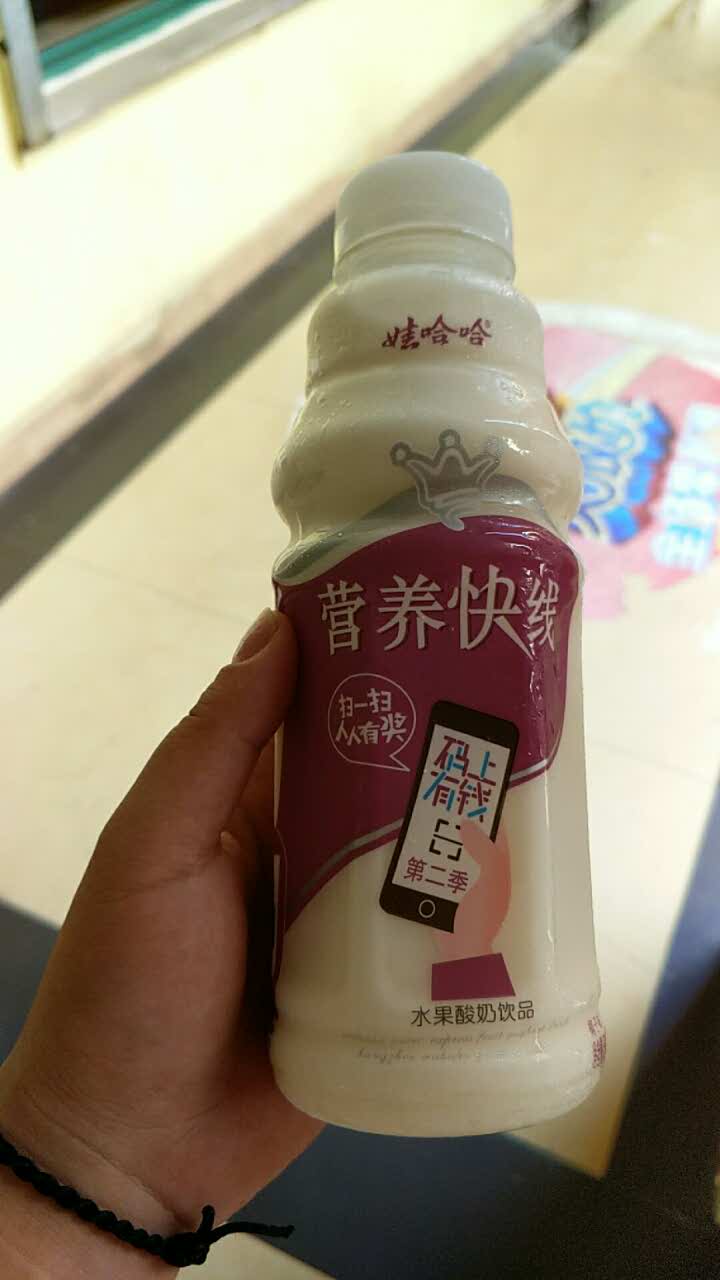 娃哈哈
营养快线
扫一扫
人人有奖
码上
有钱
第二季
水果酸奶饮品